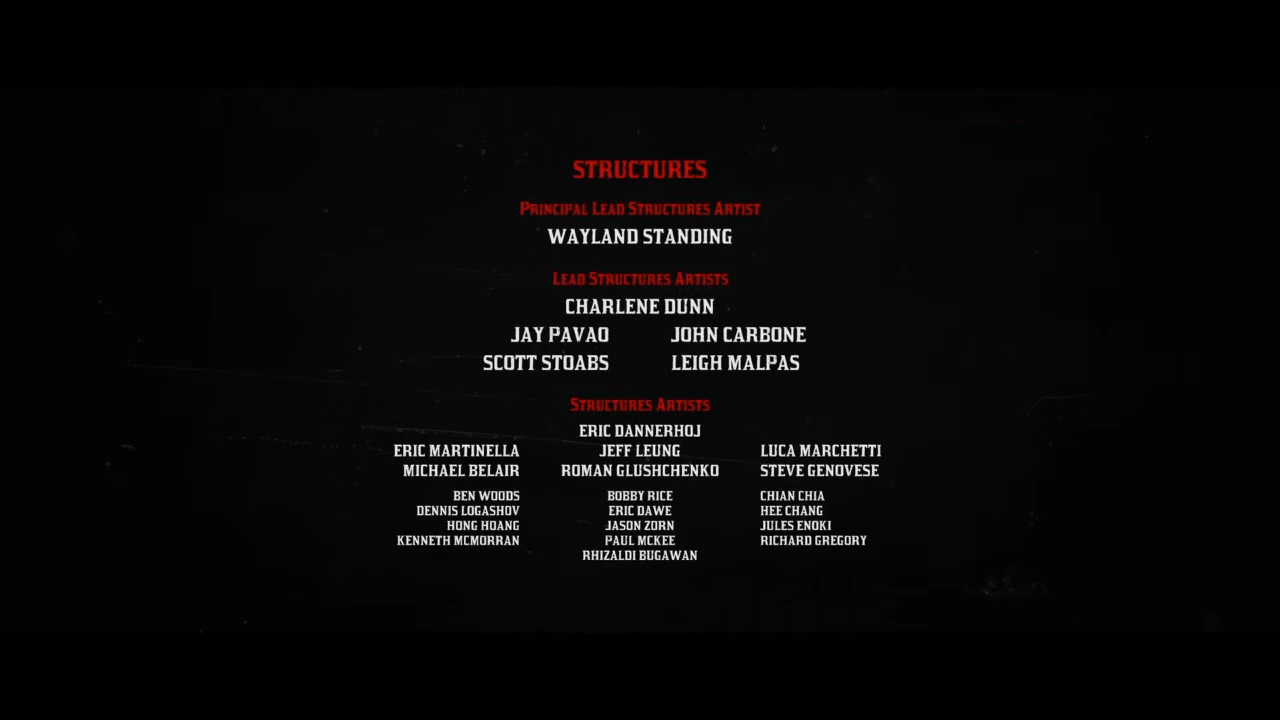 STRUCTURES
PRINCIPAL LEAD STRUCTURES ARTIST
WAYLAND STANDING
LEAD STRUCTURES ARTISTS
CHARLENE DUNN
JAY PAVAO JOHN CARBONE
SCOTT STOABS LEIGH MALPAS
STRUCTURES ARTISTS
ERIC DANNERHOJ
ERIC MARTINELLA JEFF LEUNG LUCA MARCHETTI
MICHAEL BELAIR ROMAN GLUSHCHENKO STEVE GENOVESE
BEN WOODS BOBBY RICE CHIAN CHIA
DENNIS LOGASHOV ERIC DAWE HEE CHANG
HONG HOANG JASON ZORN JULES ENOKI
KENNETH MCMORRAN PAUL MCKEE RICHARD GREGORY
RHIZALDI BUGAWAN